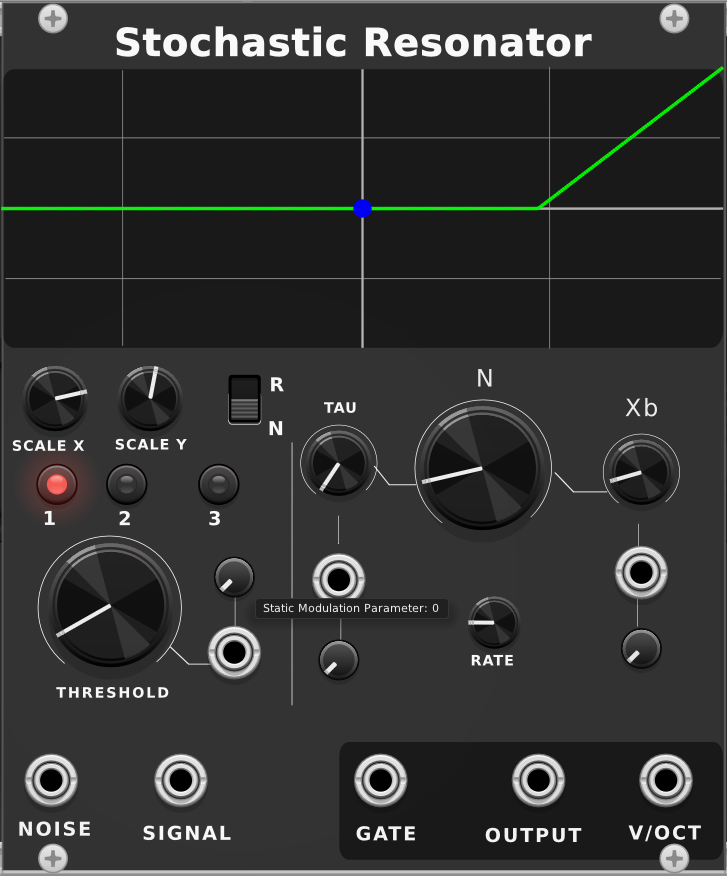 Stochastic Resonator
SCALE X
SCALE Y
R
N
TAU
N
Xb
1
2
3
Static Modulation Parameter: 0
THRESHOLD
RATE
NOISE
SIGNAL
GATE
OUTPUT
V/OCT